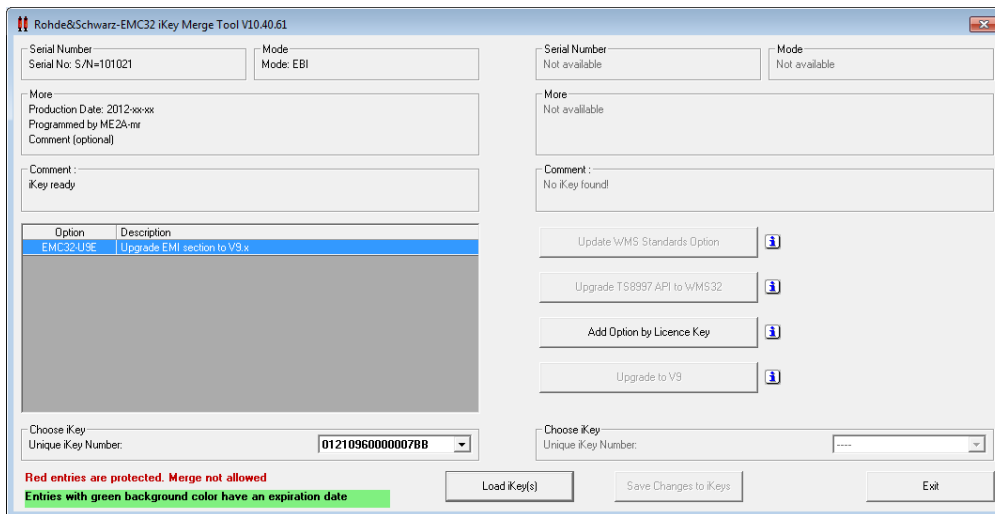 Rohde&Schwarz-EMC32 iKey Merge Tool V10.40.61
Serial Number
Serial No: S/N=101021
Mode
Mode: EBI
More
Production Date: 2012-xx-xx
Programmed by ME2A-mr
Comment (optional)
Comment :
iKey ready
Option Description
EMC32-U9E Upgrade EMI section to V9.x
Choose iKey
Unique iKey Number: 01210960000007BB
Red entries are protected. Merge not allowed
Entries with green background color have an expiration date
Serial Number
Not available
Mode
Not available
More
Not avalilable
Comment :
No iKey found!
Update WMS Standards Option
Upgrade TS8997 API to WMS32
Add Option by Licence Key
Upgrade to V9
Choose iKey
Unique iKey Number: ----
Load iKey(s) Save Changes to iKeys Exit